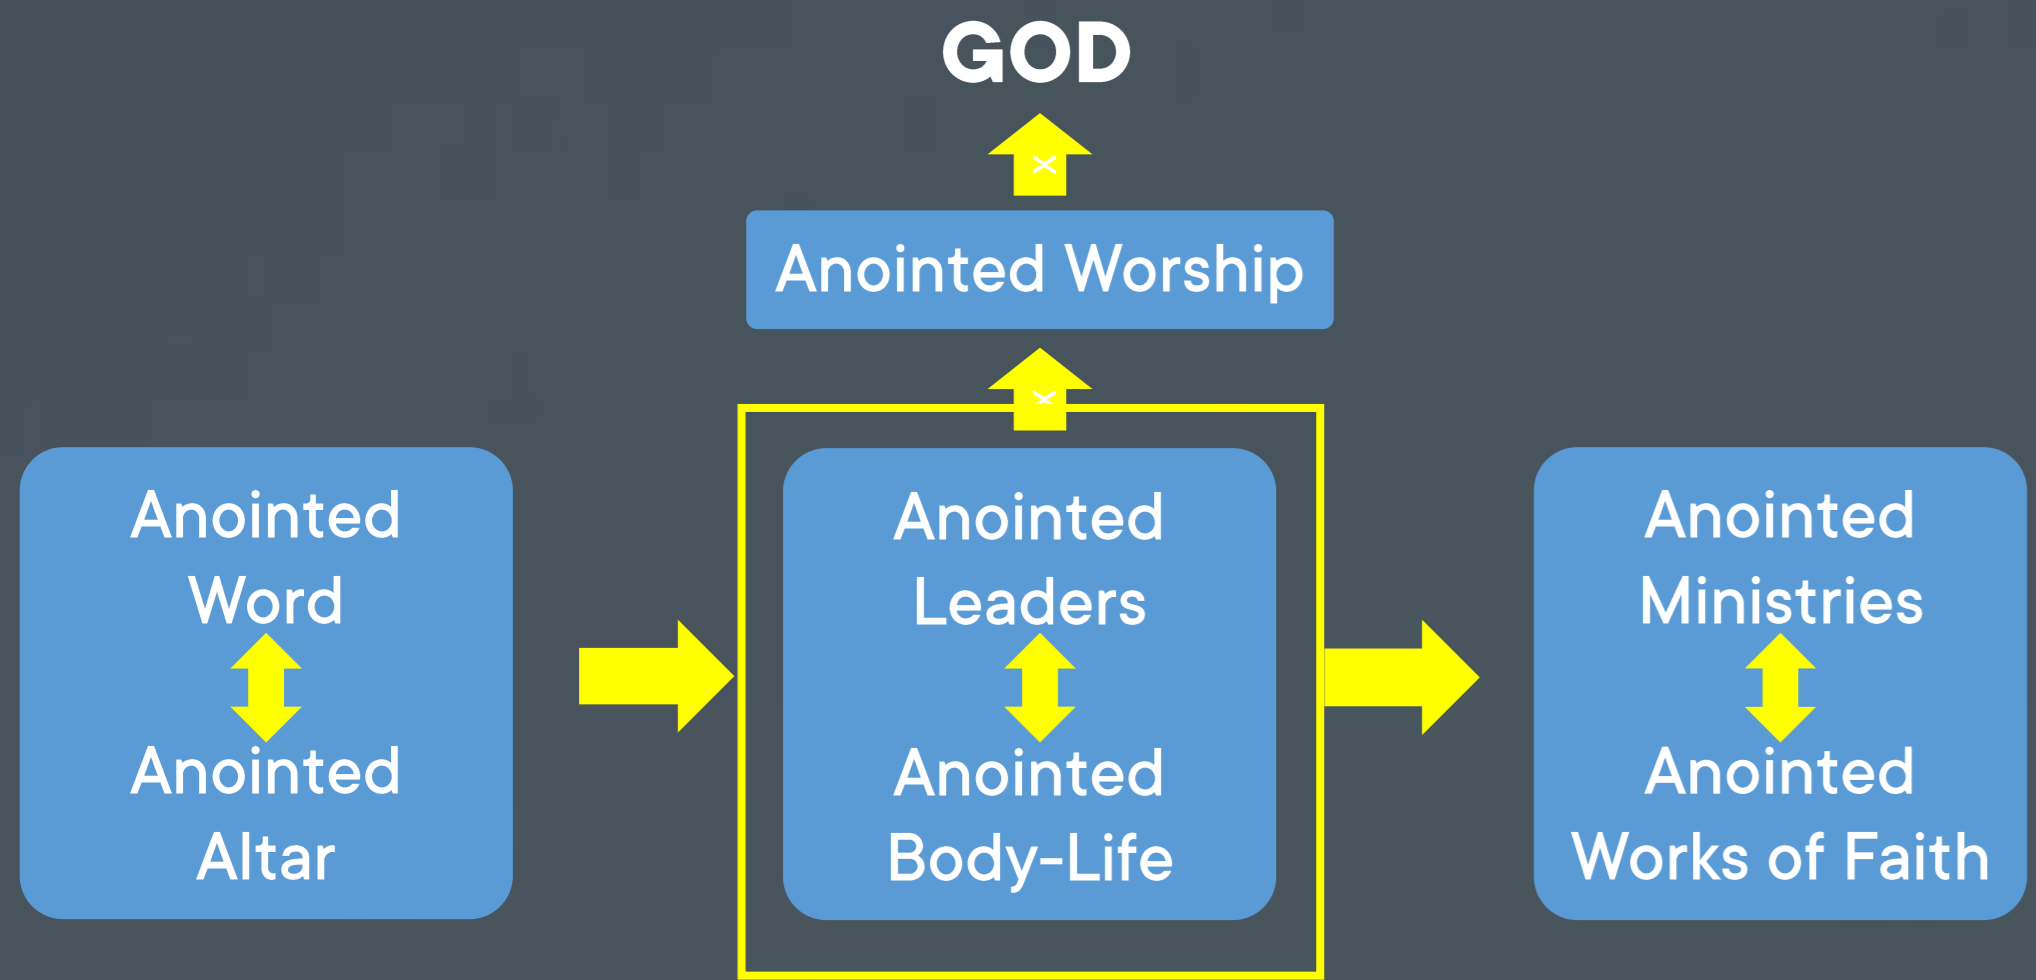 GOD
x
Anointed Worship
x
Anointed
Word
Anointed
Altar
Anointed
Leaders
Anointed
Body-Life
Anointed
Ministries
Anointed
Works of Faith